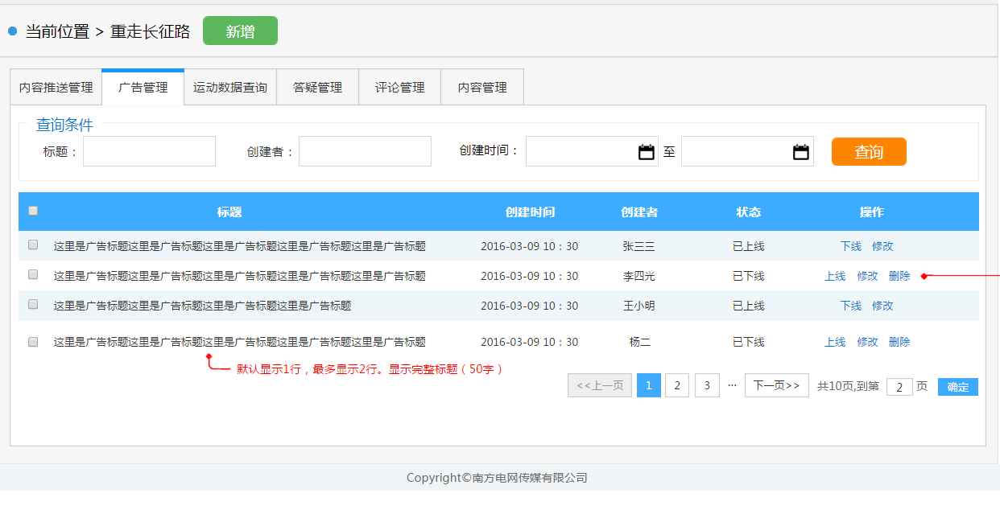 当前位置 > 重走长征路 新增
内容推送管理 广告管理 运动数据查询 答疑管理 评论管理 内容管理
查询条件
标题： 创建者： 创建时间： 至 查询
标题 创建时间 创建者 状态 操作
这里是广告标题这里是广告标题这里是广告标题这里是广告标题这里是广告标题 2016-03-09 10：30 张三三 已上线 下线 修改
这里是广告标题这里是广告标题这里是广告标题这里是广告标题这里是广告标题 2016-03-09 10：30 李四光 已下线 上线 修改 删除
这里是广告标题这里是广告标题这里是广告标题这里是广告标题 2016-03-09 10：30 王小明 已上线 下线 修改
这里是广告标题这里是广告标题这里是广告标题这里是广告标题这里是广告标题 2016-03-09 10：30 杨二 已下线 上线 修改 删除
默认显示1行，最多显示2行。显示完整标题（50字）
<<上一页 1 2 3 ... 下一页>> 共10页,到第 2 页 确定
Copyright©南方电网传媒有限公司